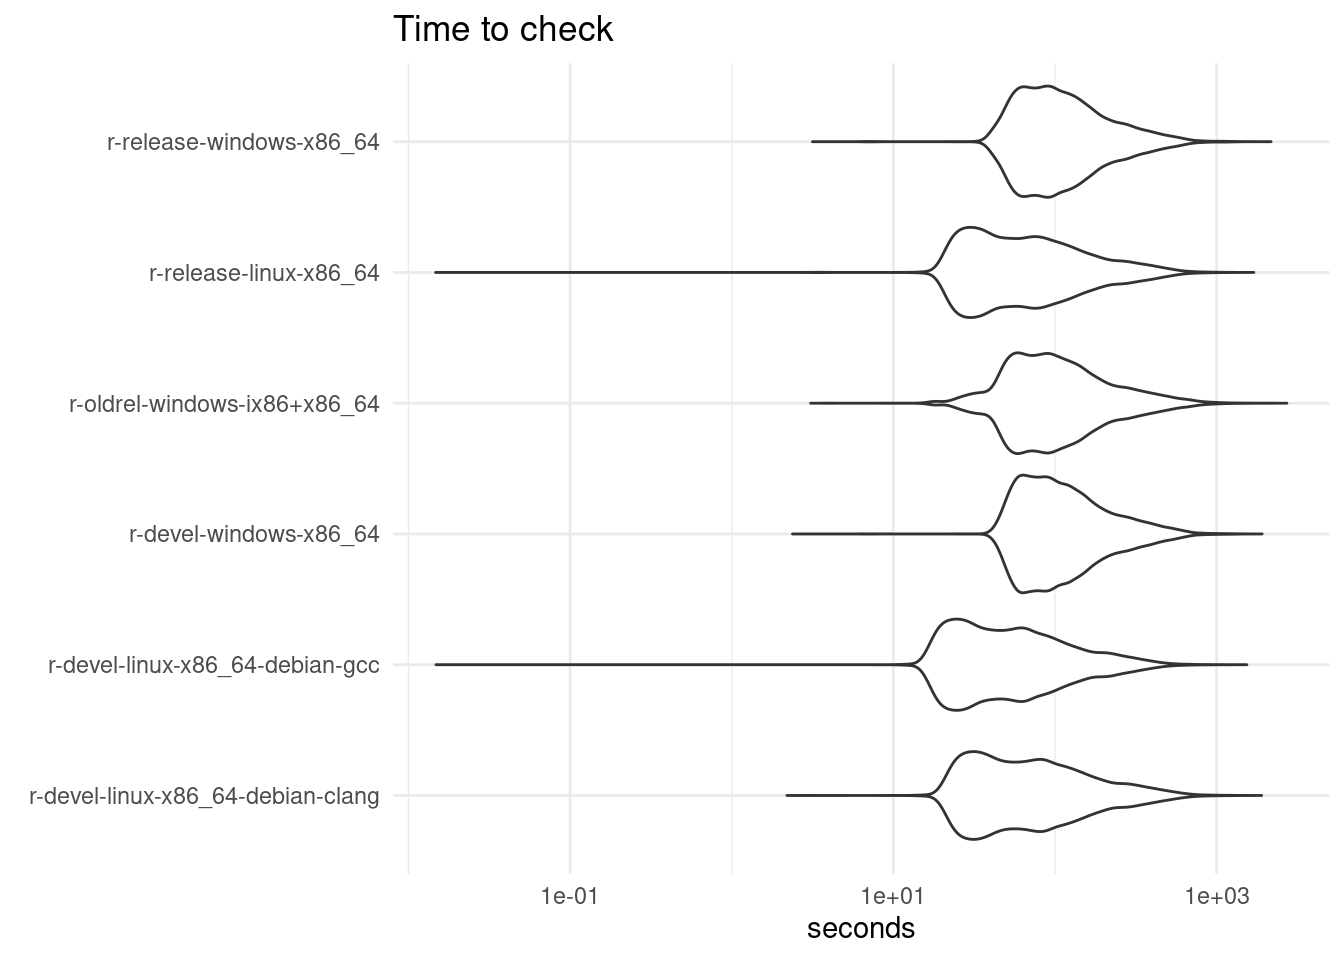 Time to check
r-release-windows-x86_64
r-release-linux-x86_64
r-oldrel-windows-ix86+x86_64
r-devel-windows-x86_64
r-devel-linux-x86_64-debian-gcc
r-devel-linux-x86_64-debian-clang
1e-01 1e+01 1e+03
seconds